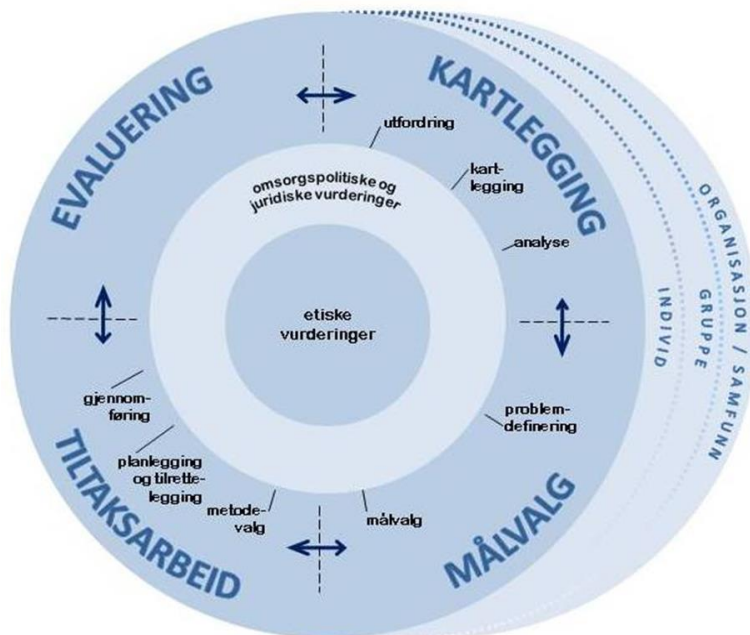 EVALUERING
KARTLEGGING
utfordring
kart-
legging
analyse
omsorgspolitiske og
juridiske vurderinger
etiske
vurderinger
INDIVID
GRUPPE
ORGANISASJON / SAMFUNN
problem-
definering
målvalg
MÅLVALG
metode-
valg
planlegging
og tilrette-
legging
gjennom-
føring
TILTAKSARBEID